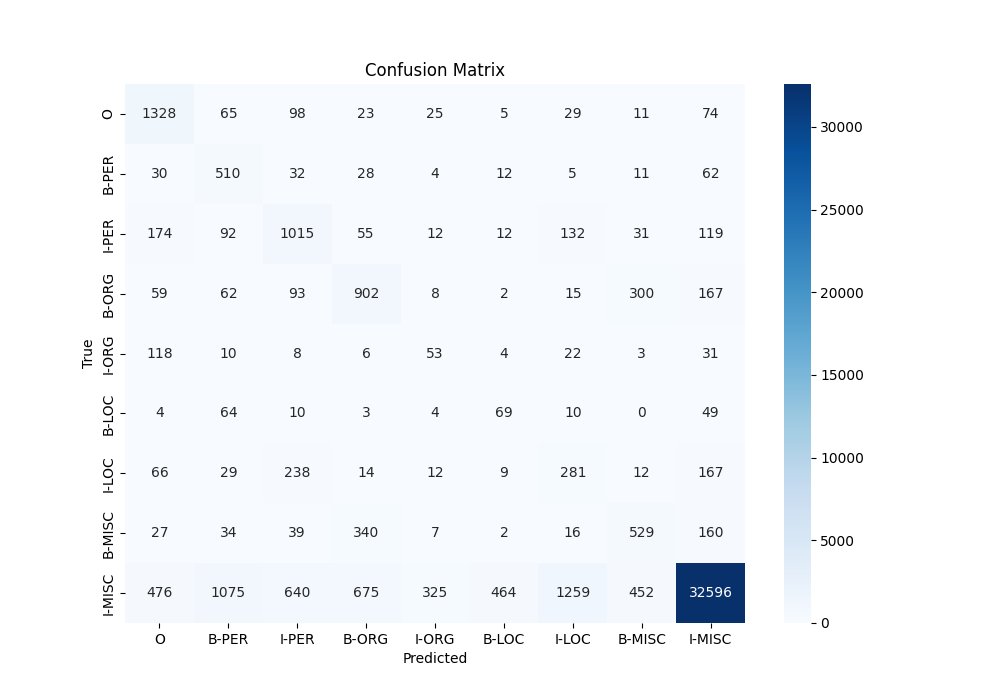 Confusion Matrix
O 1328 65 98 23 25 5 29 11 74
B-PER 30 510 32 28 4 12 5 11 62
I-PER 174 92 1015 55 12 12 132 31 119
B-ORG 59 62 93 902 8 2 15 300 167
I-ORG 118 10 8 6 53 4 22 3 31
B-LOC 4 64 10 3 4 69 10 0 49
I-LOC 66 29 238 14 12 9 281 12 167
B-MISC 27 34 39 340 7 2 16 529 160
I-MISC 476 1075 640 675 325 464 1259 452 32596
O B-PER I-PER B-ORG I-ORG B-LOC I-LOC B-MISC I-MISC
Predicted
True
30000
25000
20000
15000
10000
5000
0